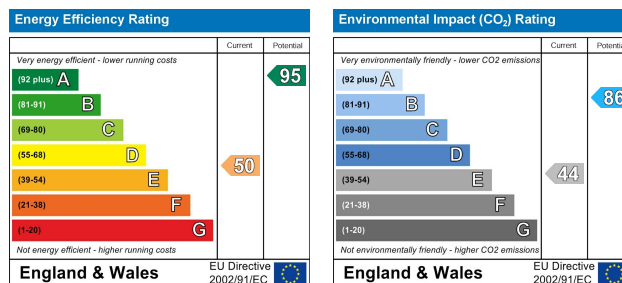 Energy Efficiency Rating
Current Potential
Very energy efficient - lower running costs
(92 plus) A
95
(81-91) B
(69-80) C
(55-68) D
50
(39-54) E
(21-38) F
(1-20) G
Not energy efficient - higher running costs
England & Wales
EU Directive
2002/91/EC
Environmental Impact (CO2) Rating
Current Potentia
Very environmentally friendly - lower CO2 emissions
(92 plus) A
(81-91) B
86
(69-80) C
(55-68) D
(39-54) E
44
(21-38) F
(1-20) G
Not environmentally friendly - higher CO2 emissions
England & Wales
EU Directive
2002/91/EC